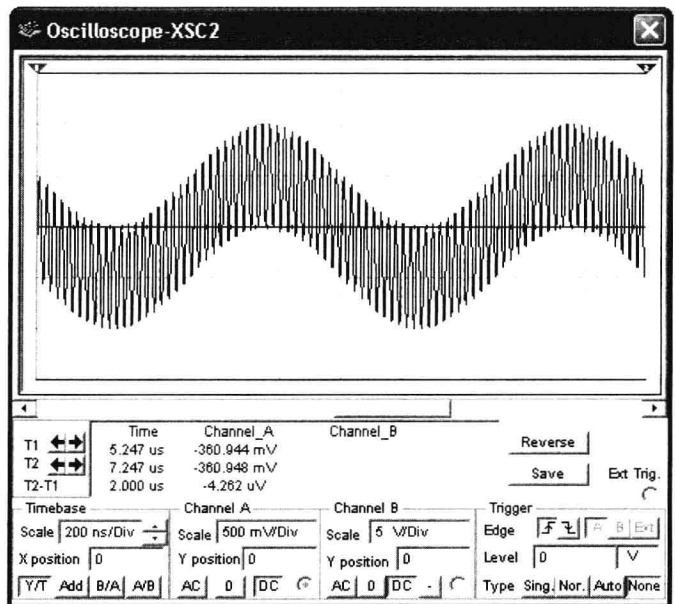 Oscilloscope-XSC2
1
2
Time Channel_A Channel_B
T1 5.247 us -360.944 mV
T2 7.247 us -360.948 mV
T2-T1 2.000 us -4.262 uV
Reverse
Save
Ext Trig.
Timebase
Scale 200 ns/Div
X position 0
Y/T Add B/A A/B
Channel A
Scale 500 mV/Div
Y position 0
AC 0 DC
Channel B
Scale 5 V/Div
Y position 0
AC 0 DC -
Trigger
Edge A B Ext
Level 0 V
Type Sing. Nor. Auto None